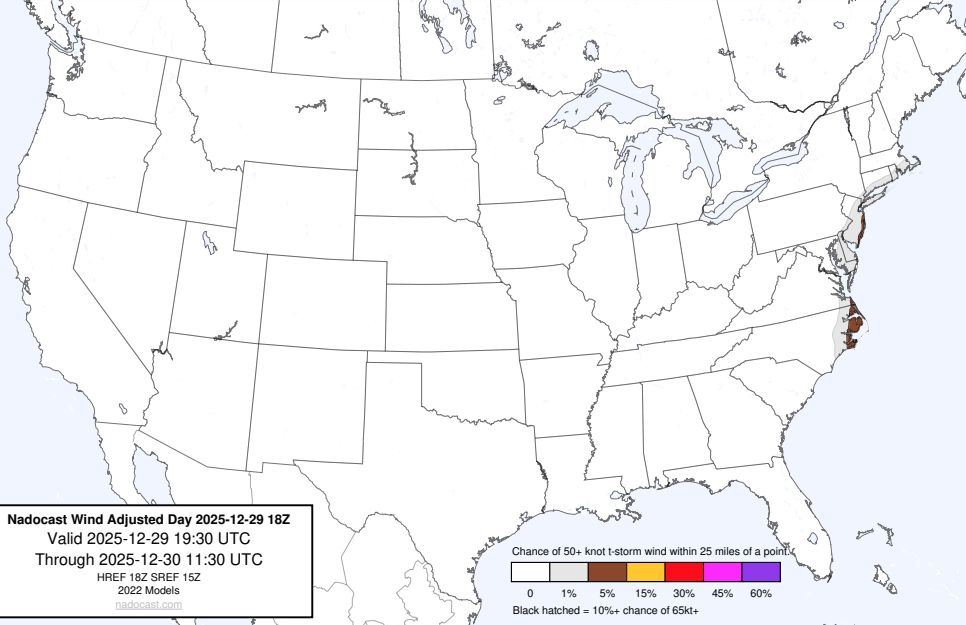 Nadocast Wind Adjusted Day 2025-12-29 18Z
Valid 2025-12-29 19:30 UTC
Through 2025-12-30 11:30 UTC
HREF 18Z SREF 15Z
2022 Models
nadocast.com
Chance of 50+ knot t-storm wind within 25 miles of a point.
0 1% 5% 15% 30% 45% 60%
Black hatched = 10%+ chance of 65kt+